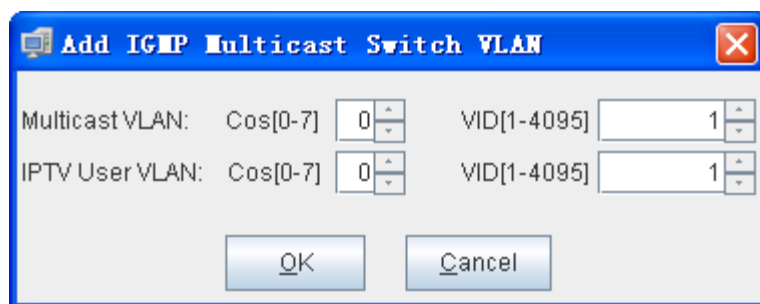 Add IGMP Multicast Switch VLAN
Multicast VLAN: Cos[0-7] 0 VID[1-4095] 1
IPTV User VLAN: Cos[0-7] 0 VID[1-4095] 1
OK Cancel